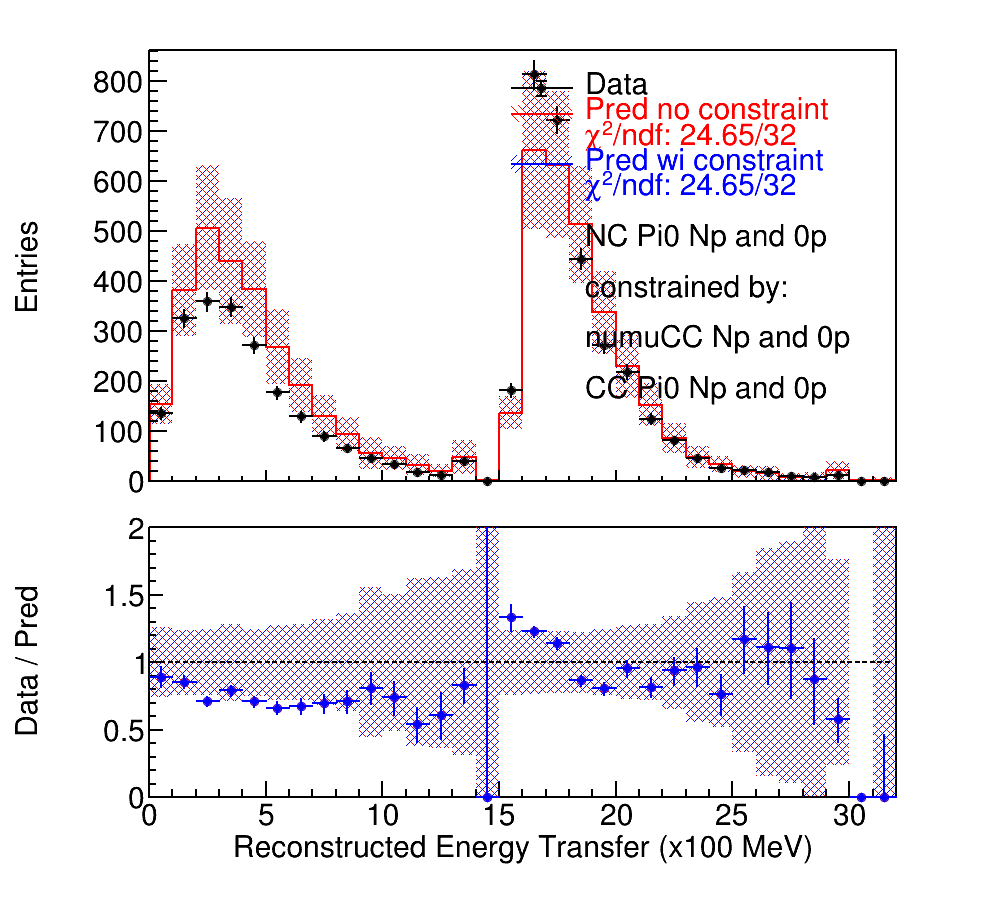 800
700
600
500
400
300
200
100
0
Entries
Data
Pred no constraint
χ²/ndf: 24.65/32
Pred wi constraint
χ²/ndf: 24.65/32
NC Pi0 Np and 0p
constrained by:
numuCC Np and 0p
CC Pi0 Np and 0p
2
1.5
1
0.5
0
Data / Pred
0 5 10 15 20 25 30
Reconstructed Energy Transfer (x100 MeV)